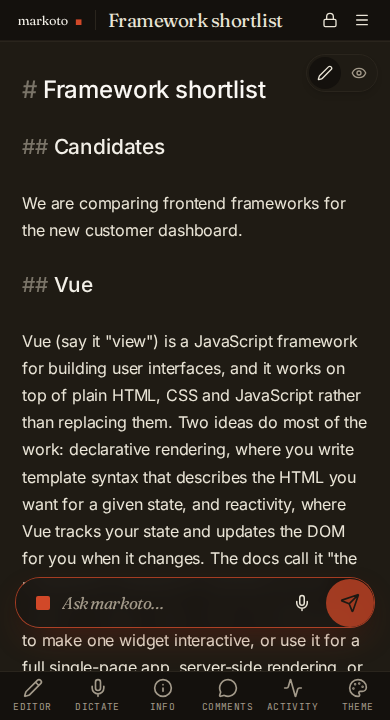 markoto
Framework shortlist
# Framework shortlist
## Candidates
We are comparing frontend frameworks for
the new customer dashboard.
## Vue
Vue (say it "view") is a JavaScript framework
for building user interfaces, and it works on
top of plain HTML, CSS and JavaScript rather
than replacing them. Two ideas do most of the
work: declarative rendering, where you write
template syntax that describes the HTML you
want for a given state, and reactivity, where
Vue tracks your state and updates the DOM
for you when it changes. The docs call it "the
Ask markoto...
to make one widget interactive, or use it for a
full single-page app, server-side rendering, or
EDITOR
DICTATE
INFO
COMMENTS
ACTIVITY
THEME